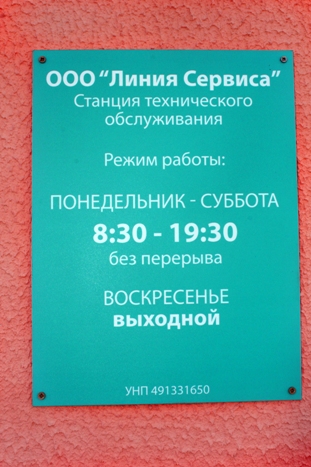 ООО “Линия Сервиса”
Станция технического
обслуживания
Режим работы:
ПОНЕДЕЛЬНИК - СУББОТА
8:30 - 19:30
без перерыва
ВОСКРЕСЕНЬЕ
выходной
УНП 491331650